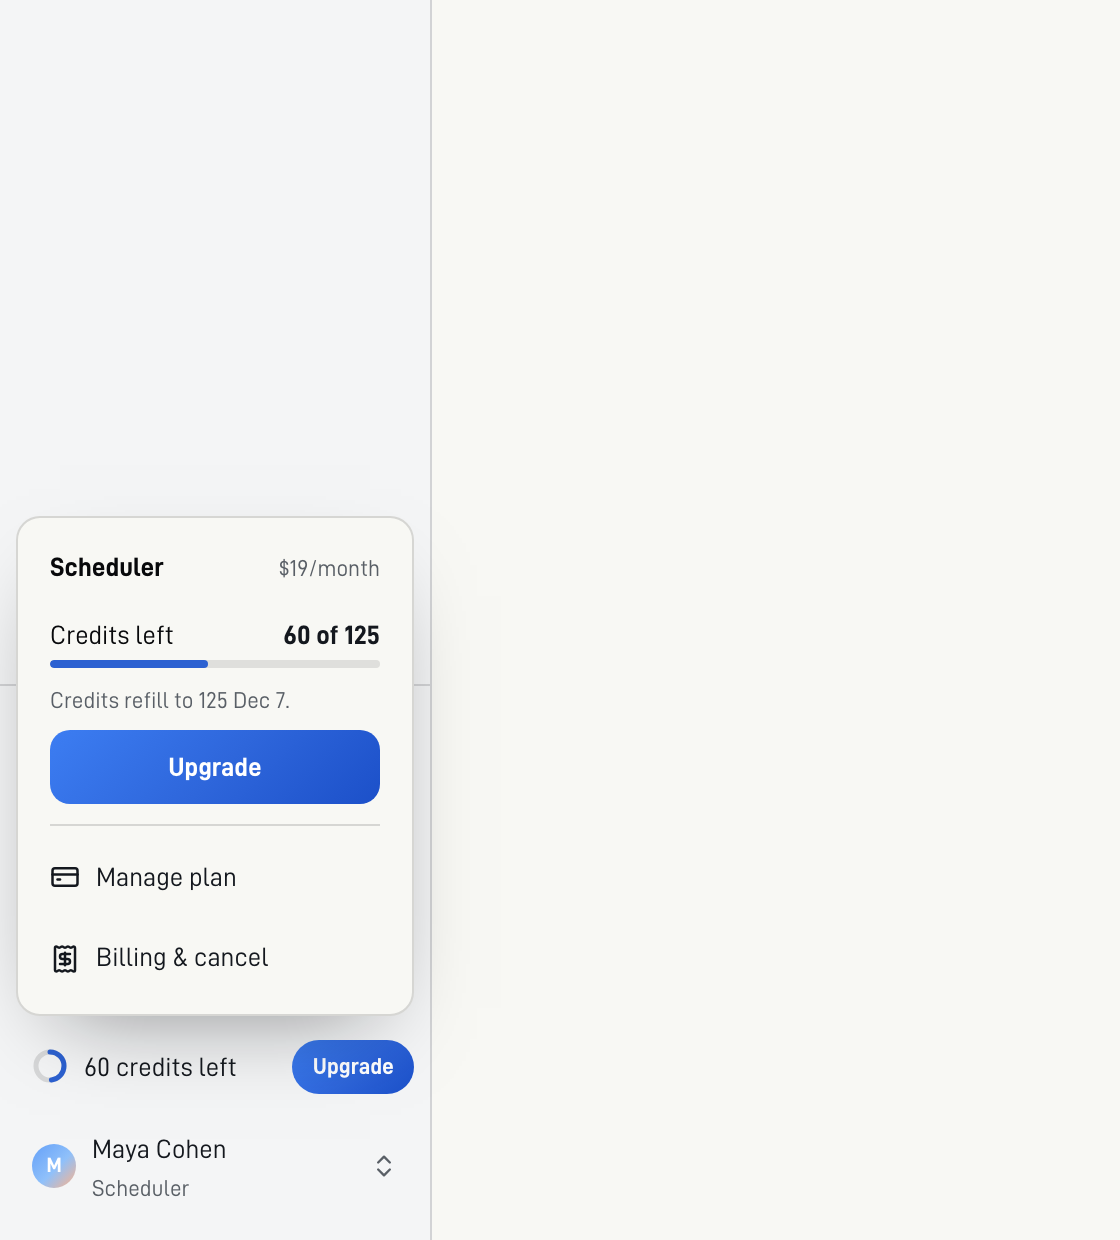 Scheduler $19/month
Credits left 60 of 125
Credits refill to 125 Dec 7.
Upgrade
Manage plan
Billing & cancel
60 credits left Upgrade
M Maya Cohen
Scheduler